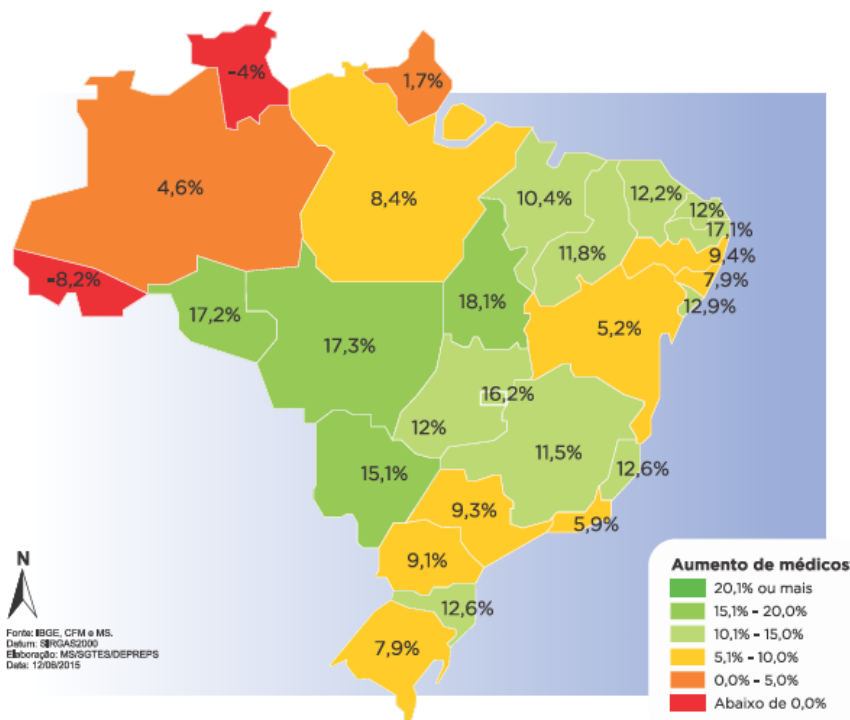 -4%
1,7%
4,6%
8,4%
10,4%
12,2%
12%
17,1%
11,8%
9,4%
7,9%
12,9%
-8,2%
17,2%
17,3%
18,1%
5,2%
16,2%
12%
11,5%
12,6%
15,1%
9,3%
5,9%
9,1%
12,6%
7,9%
N
Fonte: IBGE, CFM e MS.
Datum: SIRGAS2000
Elaboração: MS/SGTES/DEPREPS
Data: 12/06/2015
Aumento de médicos
20,1% ou mais
15,1% - 20,0%
10,1% - 15,0%
5,1% - 10,0%
0,0% - 5,0%
Abaixo de 0,0%